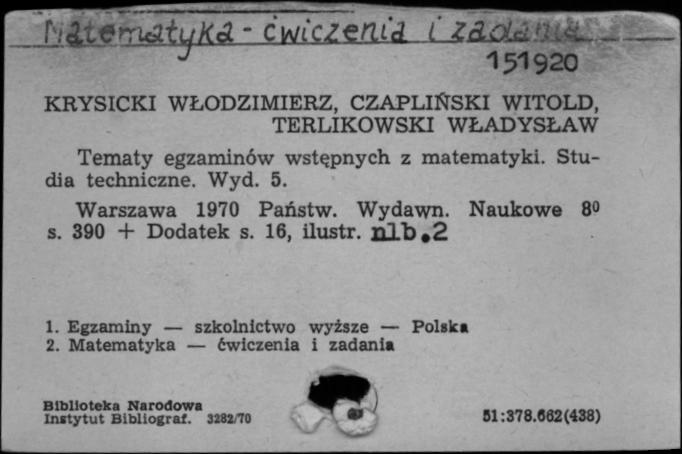 Matematyka - ćwiczenia i zadania
151920
KRYSICKI WŁODZIMIERZ, CZAPLIŃSKI WITOLD,
TERLIKOWSKI WŁADYSŁAW
Tematy egzaminów wstępnych z matematyki. Stu-
dia techniczne. Wyd. 5.
Warszawa 1970 Państw. Wydawn. Naukowe 8⁰
s. 390 + Dodatek s. 16, ilustr. nlb.2
1. Egzaminy — szkolnictwo wyższe — Polska
2. Matematyka — ćwiczenia i zadania
Biblioteka Narodowa
Instytut Bibliograf. 3282/70
51:378.662(438)